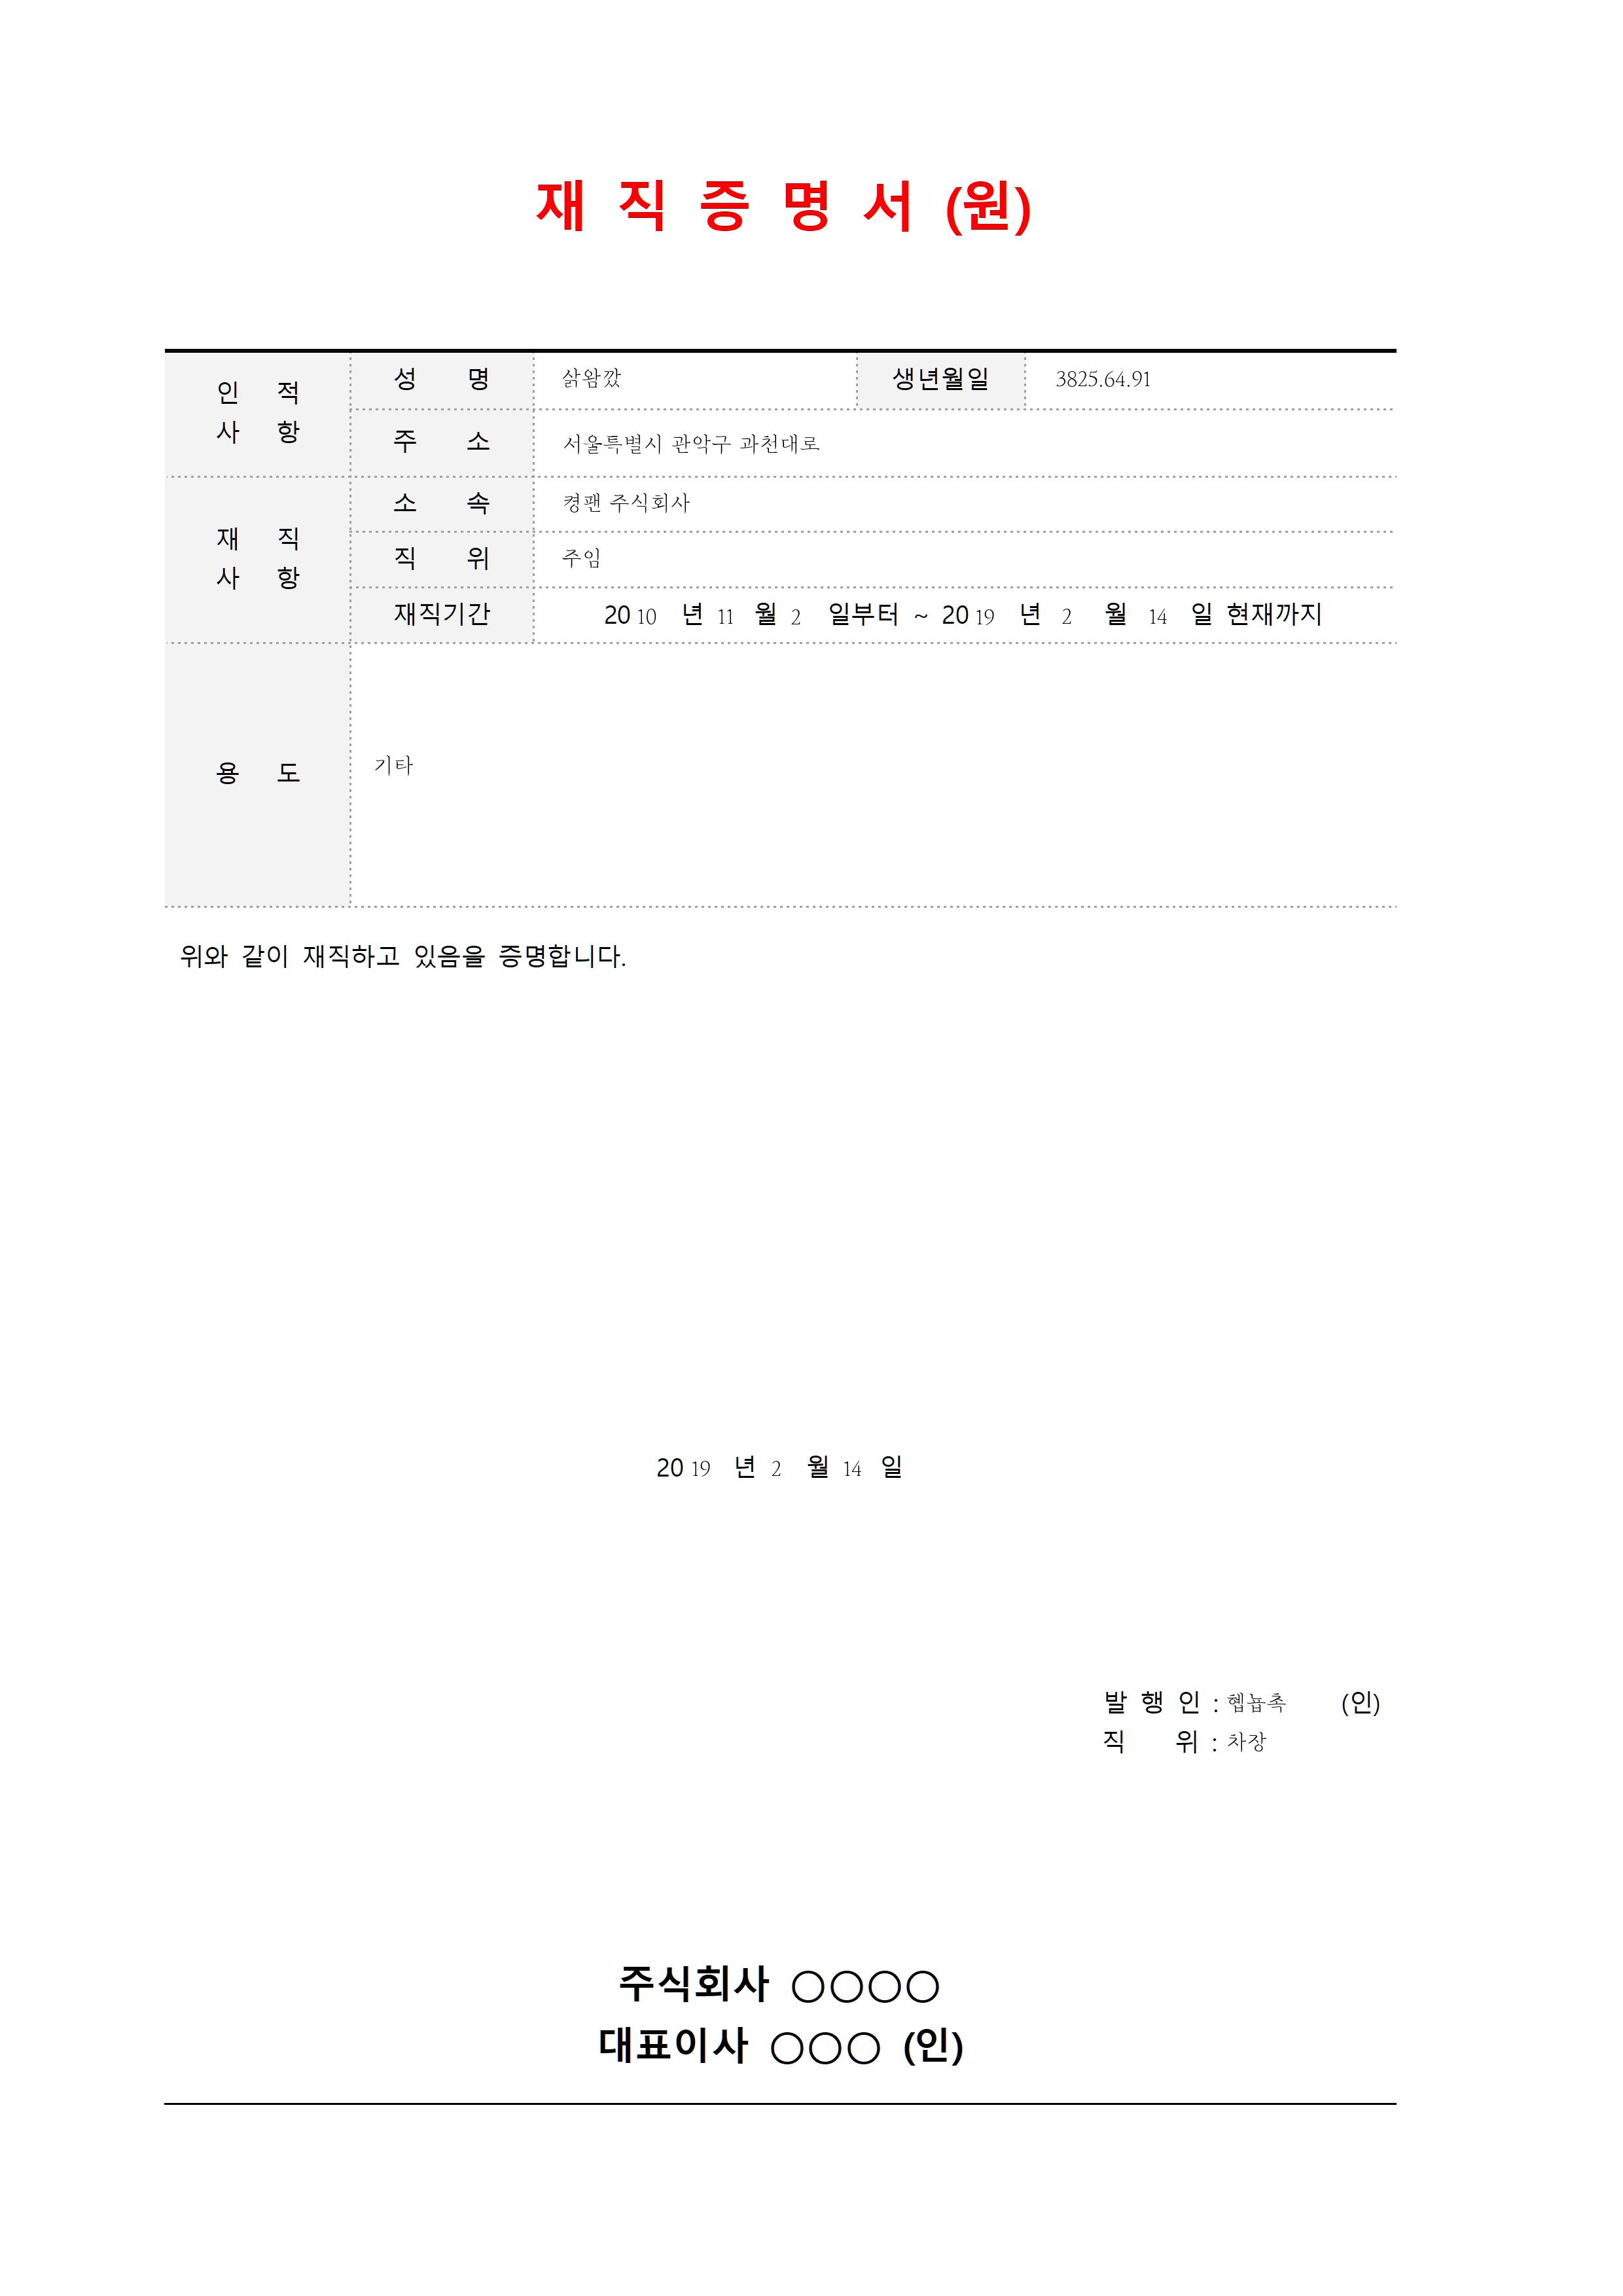 재 직 증 명 서 (원)
인 적 사 항
성 명 삵왐깠 생년월일 3825.64.91
주 소 서울특별시 관악구 과천대로
재 직 사 항
소 속 켱팬 주식회사
직 위 주임
재직기간 2010 년 11 월 2 일부터 ~ 2019 년 2 월 14 일 현재까지
용 도 기타
위와 같이 재직하고 있음을 증명합니다.
2019 년 2 월 14 일
발 행 인 : 혭늡촉 (인)
직 위 : 차장
주식회사 ○○○○
대표이사 ○○○ (인)